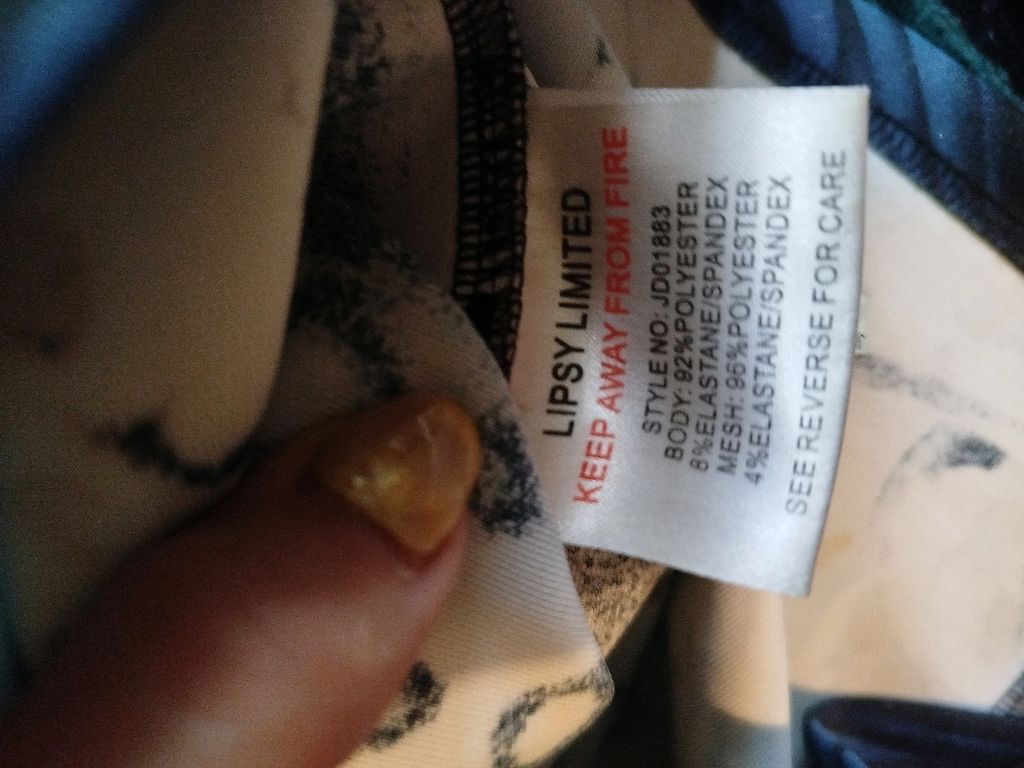 LIPSY LIMITED
KEEP AWAY FROM FIRE
STYLE NO: JD01883
BODY: 92%POLYESTER
8%ELASTANE/SPANDEX
MESH: 96%POLYESTER
4%ELASTANE/SPANDEX
SEE REVERSE FOR CARE